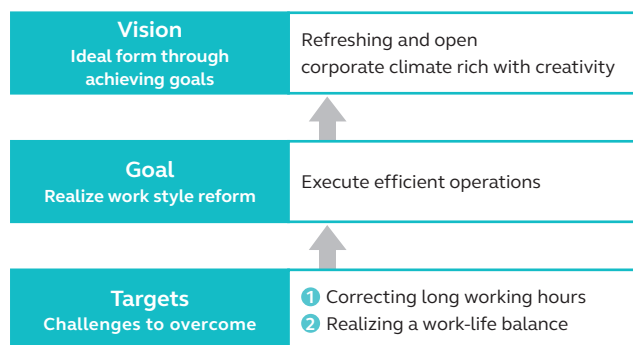 Vision
Ideal form through
achieving goals
Refreshing and open
corporate climate rich with creativity
Goal
Realize work style reform
Execute efficient operations
Targets
Challenges to overcome
1 Correcting long working hours
2 Realizing a work-life balance